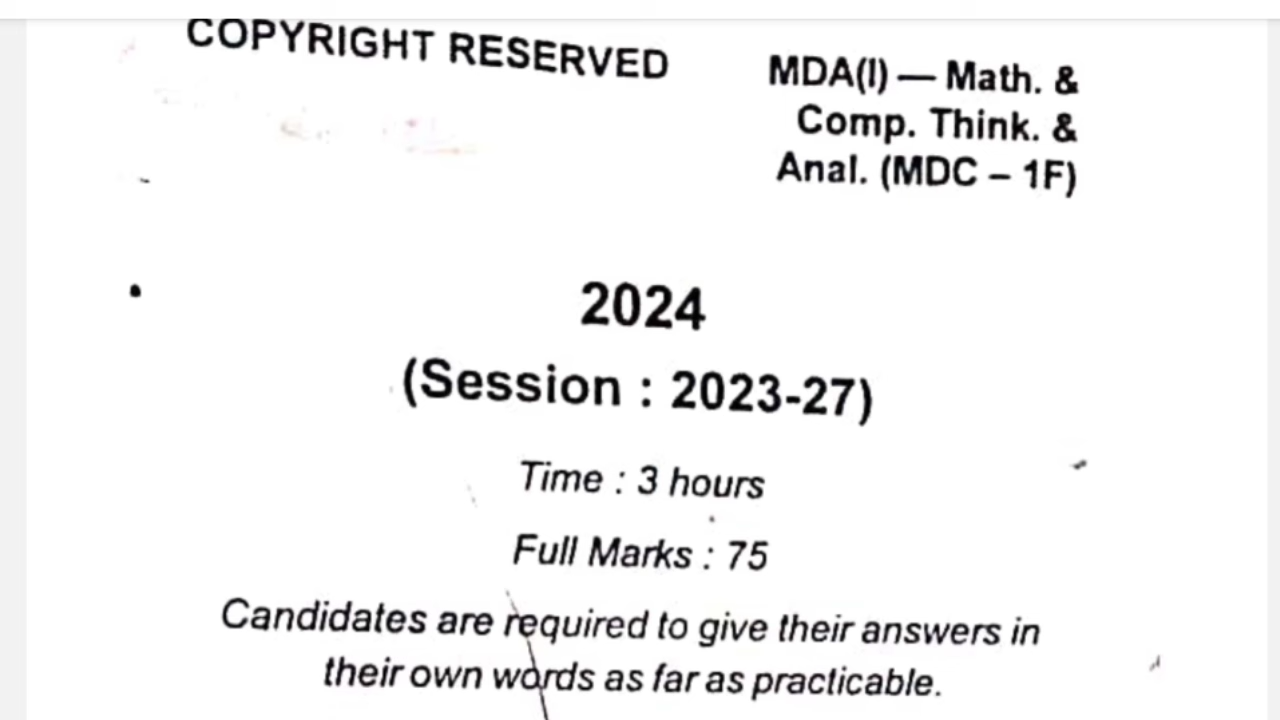 COPYRIGHT RESERVED
MDA(I) — Math. &
Comp. Think. &
Anal. (MDC – 1F)
2024
(Session : 2023-27)
Time : 3 hours
Full Marks : 75
Candidates are required to give their answers in
their own words as far as practicable.